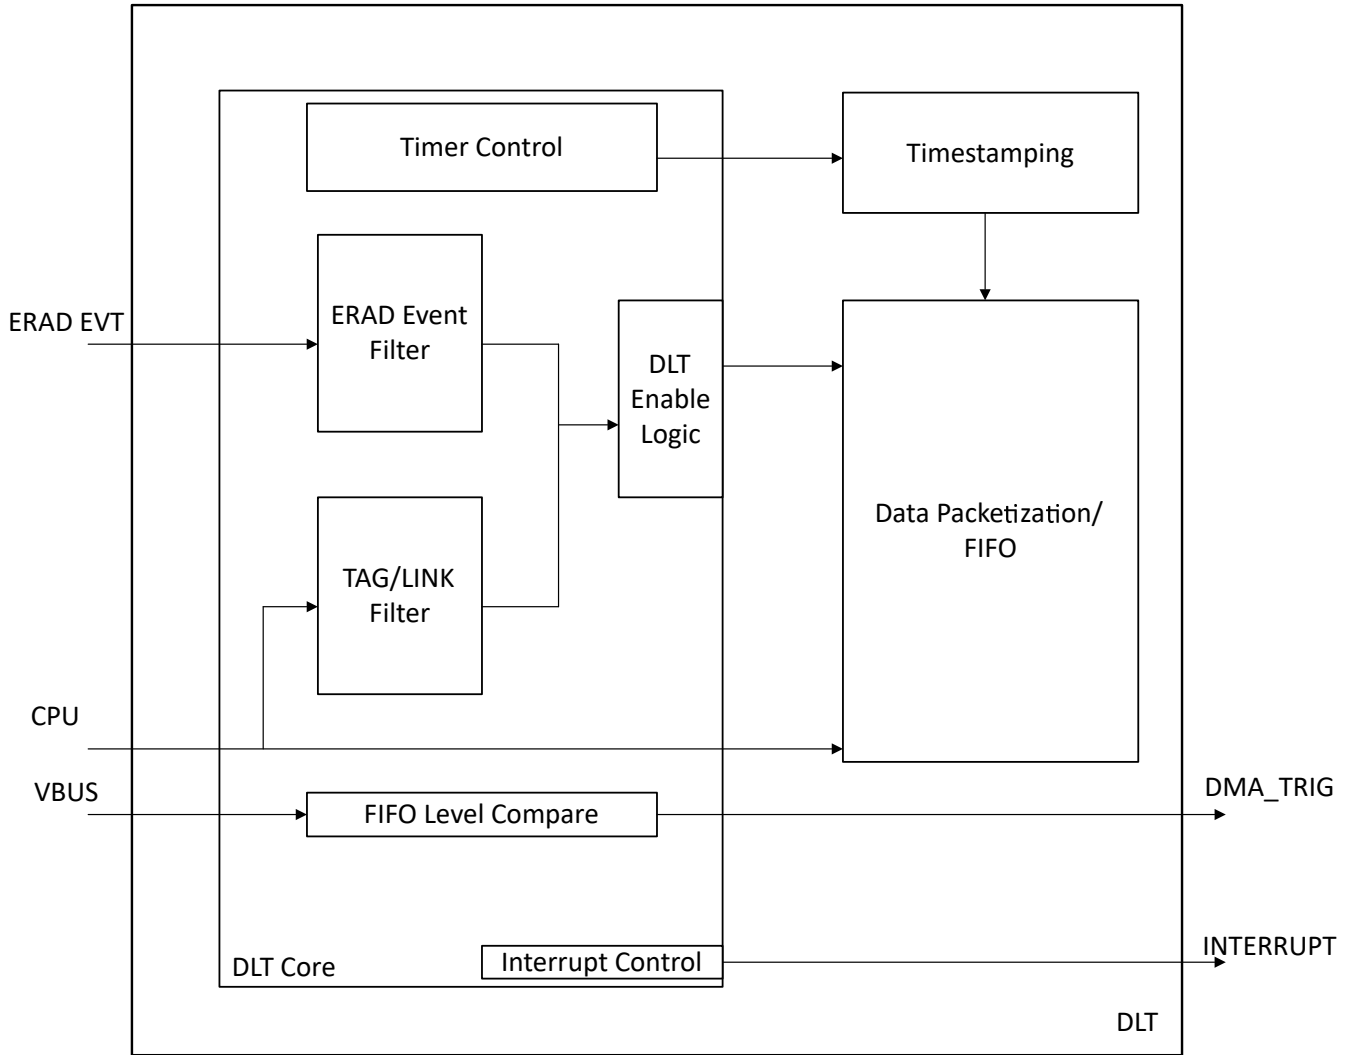 Timer Control
Timestamping
ERAD EVT
ERAD Event
Filter
DLT
Enable
Logic
Data Packetization/
FIFO
TAG/LINK
Filter
CPU
VBUS
FIFO Level Compare
DMA_TRIG
DLT Core
Interrupt Control
INTERRUPT
DLT